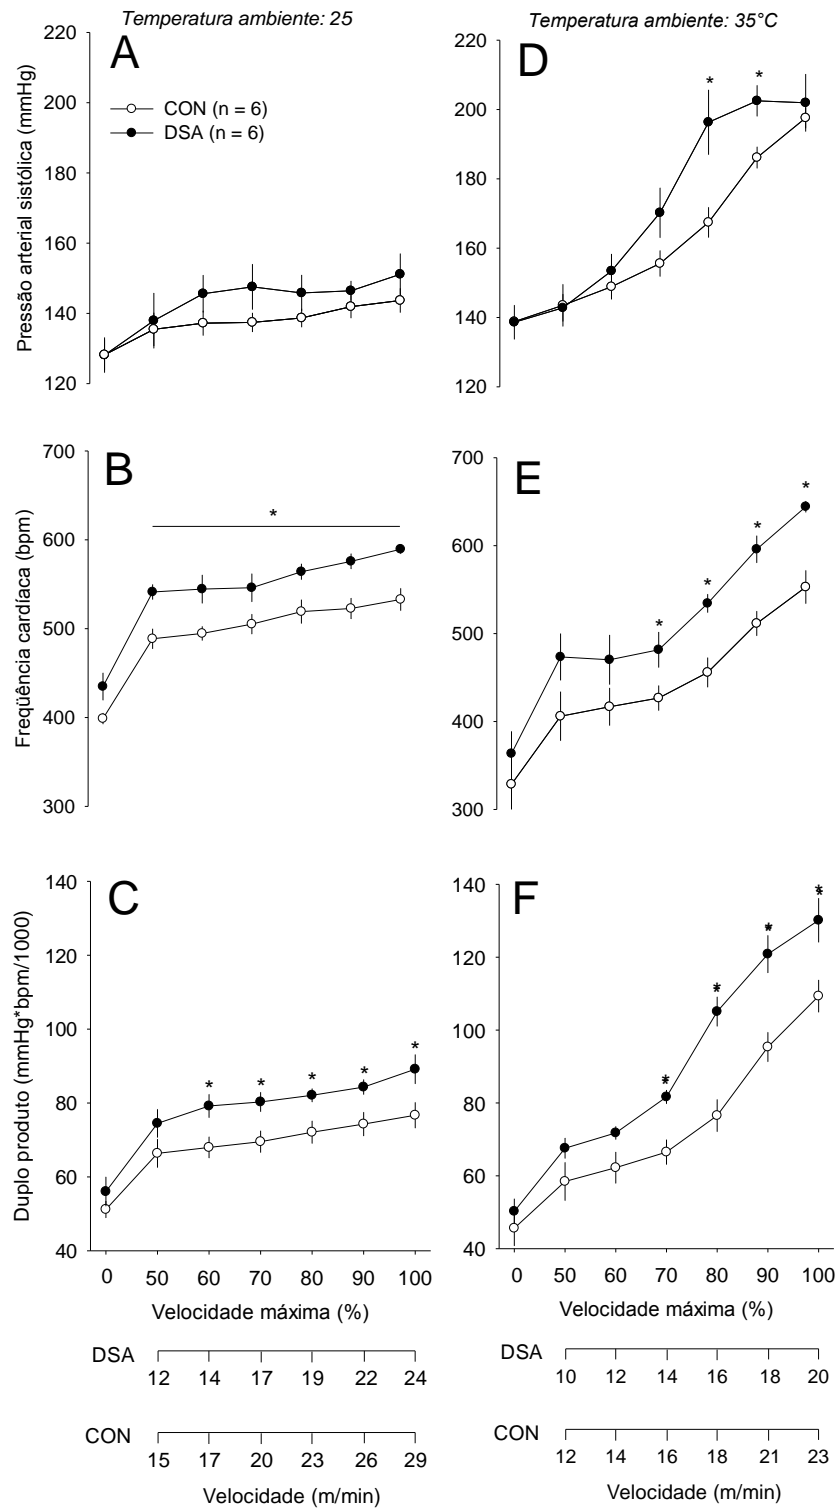 Temperatura ambiente: 25
Temperatura ambiente: 35°C
A
Pressão arterial sistólica (mmHg)
220
200
180
160
140
120
CON (n = 6)
DSA (n = 6)
D
220
200
180
160
140
120
*
*
B
Freqüência cardíaca (bpm)
700
600
500
400
300
*
E
700
600
500
400
300
*
*
*
*
C
Duplo produto (mmHg*bpm/1000)
140
120
100
80
60
40
* * * * *
0 50 60 70 80 90 100
Velocidade máxima (%)
DSA
12 14 17 19 22 24
CON
15 17 20 23 26 29
Velocidade (m/min)
F
140
120
100
80
60
40
*
*
*
*
0 50 60 70 80 90 100
Velocidade máxima (%)
DSA
10 12 14 16 18 20
CON
12 14 16 18 21 23
Velocidade (m/min)